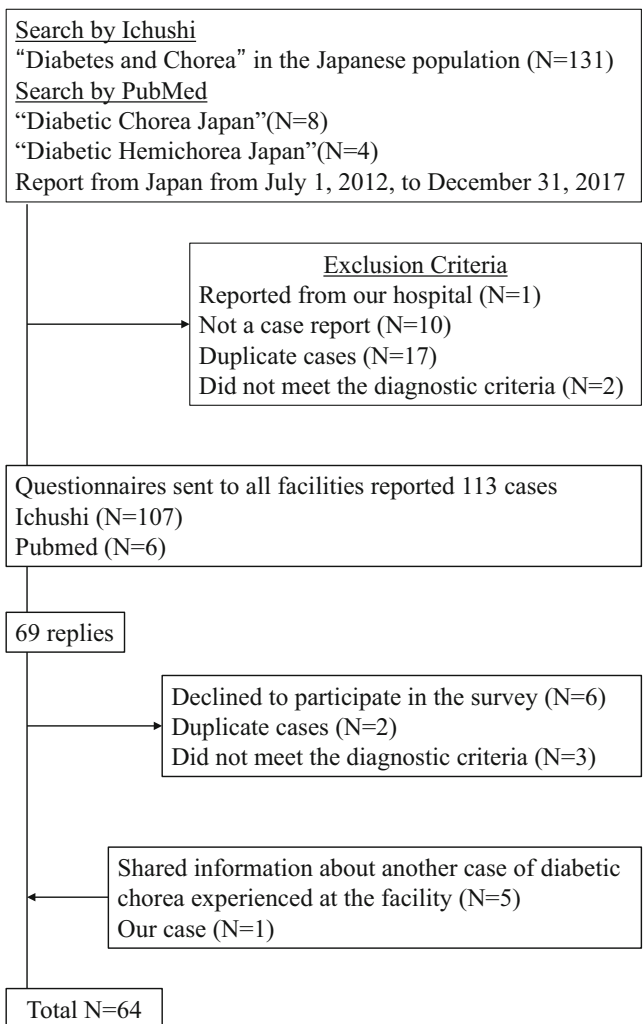 Search by Ichushi
“Diabetes and Chorea” in the Japanese population (N=131)
Search by PubMed
“Diabetic Chorea Japan”(N=8)
“Diabetic Hemichorea Japan”(N=4)
Report from Japan from July 1, 2012, to December 31, 2017
Exclusion Criteria
Reported from our hospital (N=1)
Not a case report (N=10)
Duplicate cases (N=17)
Did not meet the diagnostic criteria (N=2)
Questionnaires sent to all facilities reported 113 cases
Ichushi (N=107)
Pubmed (N=6)
69 replies
Declined to participate in the survey (N=6)
Duplicate cases (N=2)
Did not meet the diagnostic criteria (N=3)
Shared information about another case of diabetic
chorea experienced at the facility (N=5)
Our case (N=1)
Total N=64